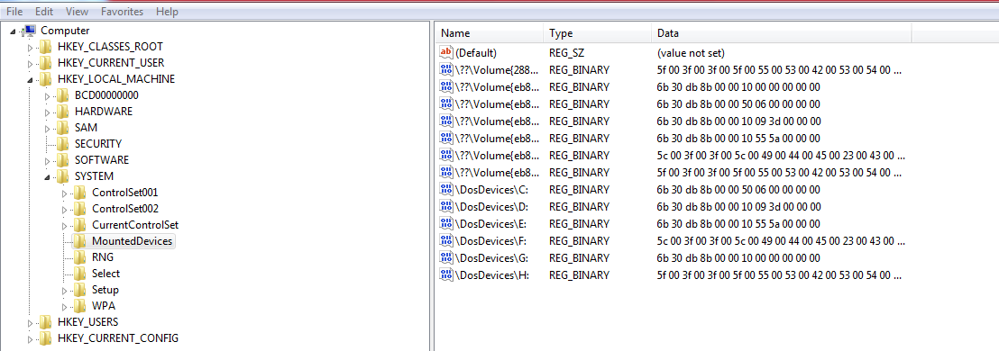 File Edit View Favorites Help
Computer
HKEY_CLASSES_ROOT
HKEY_CURRENT_USER
HKEY_LOCAL_MACHINE
BCD00000000
HARDWARE
SAM
SECURITY
SOFTWARE
SYSTEM
ControlSet001
ControlSet002
CurrentControlSet
MountedDevices
RNG
Select
Setup
WPA
HKEY_USERS
HKEY_CURRENT_CONFIG
Name Type Data
(Default) REG_SZ (value not set)
\??\Volume{288... REG_BINARY 5f 00 3f 00 3f 00 5f 00 55 00 53 00 42 00 53 00 54 00 ...
\??\Volume{eb8... REG_BINARY 6b 30 db 8b 00 00 10 00 00 00 00 00
\??\Volume{eb8... REG_BINARY 6b 30 db 8b 00 00 50 06 00 00 00 00
\??\Volume{eb8... REG_BINARY 6b 30 db 8b 00 00 10 09 3d 00 00 00
\??\Volume{eb8... REG_BINARY 6b 30 db 8b 00 00 10 55 5a 00 00 00
\??\Volume{eb8... REG_BINARY 5c 00 3f 00 3f 00 5c 00 49 00 44 00 45 00 23 00 43 00 ...
\??\Volume{eb8... REG_BINARY 5f 00 3f 00 3f 00 5f 00 55 00 53 00 42 00 53 00 54 00 ...
\DosDevices\C: REG_BINARY 6b 30 db 8b 00 00 50 06 00 00 00 00
\DosDevices\D: REG_BINARY 6b 30 db 8b 00 00 10 09 3d 00 00 00
\DosDevices\E: REG_BINARY 6b 30 db 8b 00 00 10 55 5a 00 00 00
\DosDevices\F: REG_BINARY 5c 00 3f 00 3f 00 5c 00 49 00 44 00 45 00 23 00 43 00 ...
\DosDevices\G: REG_BINARY 6b 30 db 8b 00 00 10 00 00 00 00 00
\DosDevices\H: REG_BINARY 5f 00 3f 00 3f 00 5f 00 55 00 53 00 42 00 53 00 54 00 ...